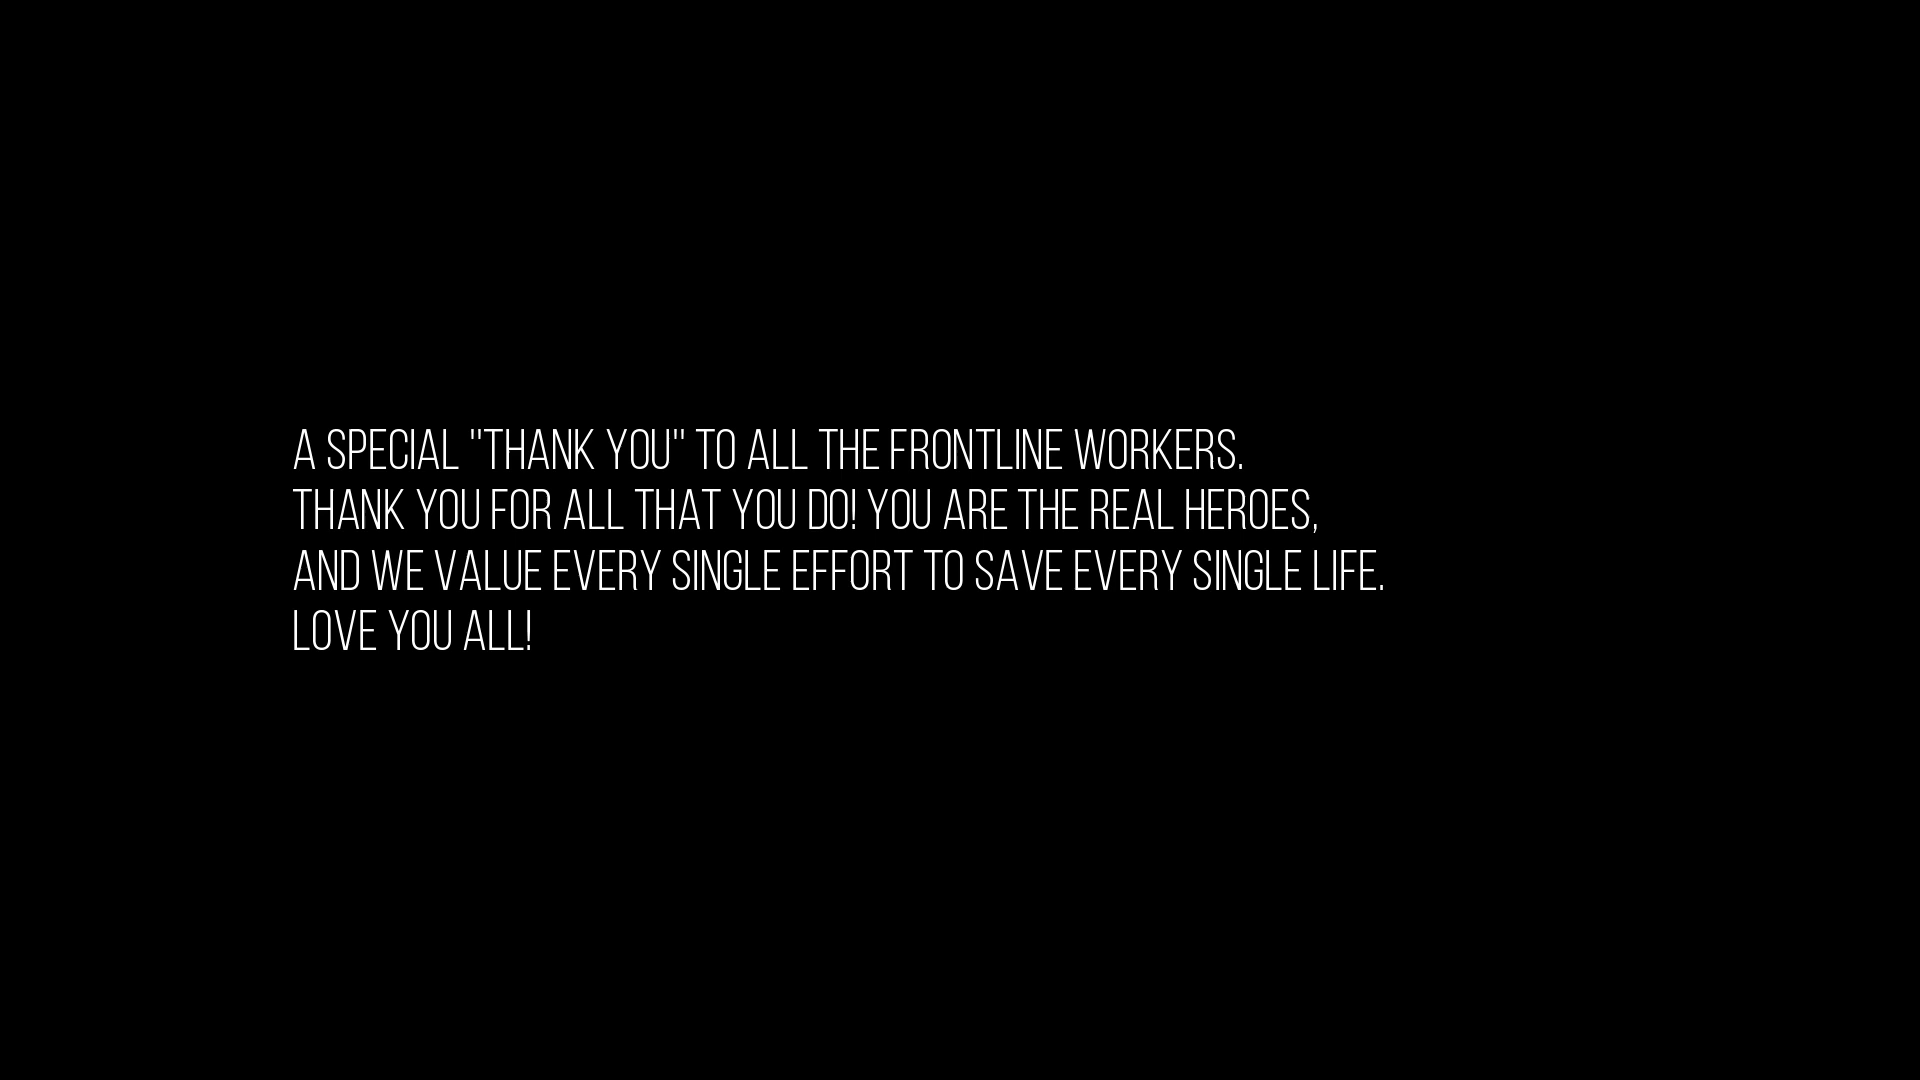 A SPECIAL "THANK YOU" TO ALL THE FRONTLINE WORKERS.
THANK YOU FOR ALL THAT YOU DO! YOU ARE THE REAL HEROES,
AND WE VALUE EVERY SINGLE EFFORT TO SAVE EVERY SINGLE LIFE.
LOVE YOU ALL!